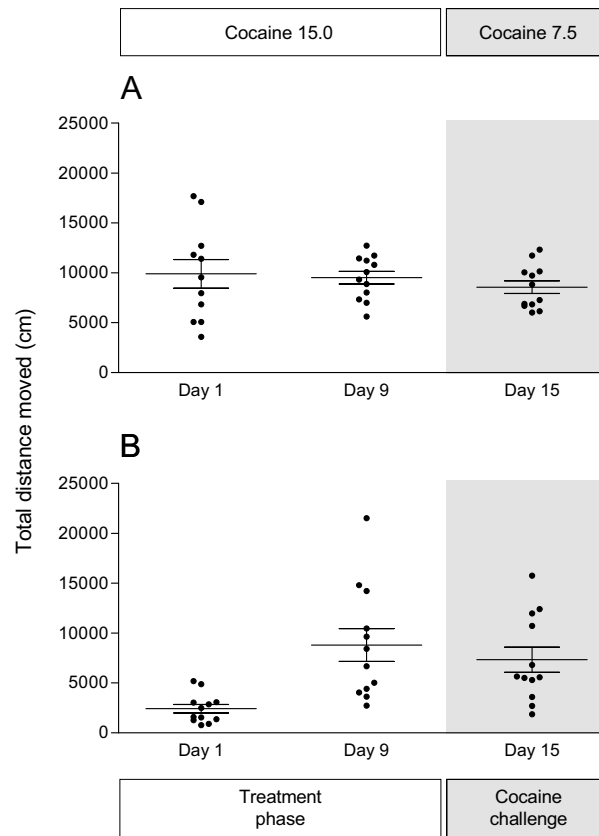 Cocaine 15.0
Cocaine 7.5
A
25000
20000
15000
10000
5000
0
Day 1
Day 9
Day 15
Total distance moved (cm)
B
25000
20000
15000
10000
5000
0
Day 1
Day 9
Day 15
Treatment
phase
Cocaine
challenge